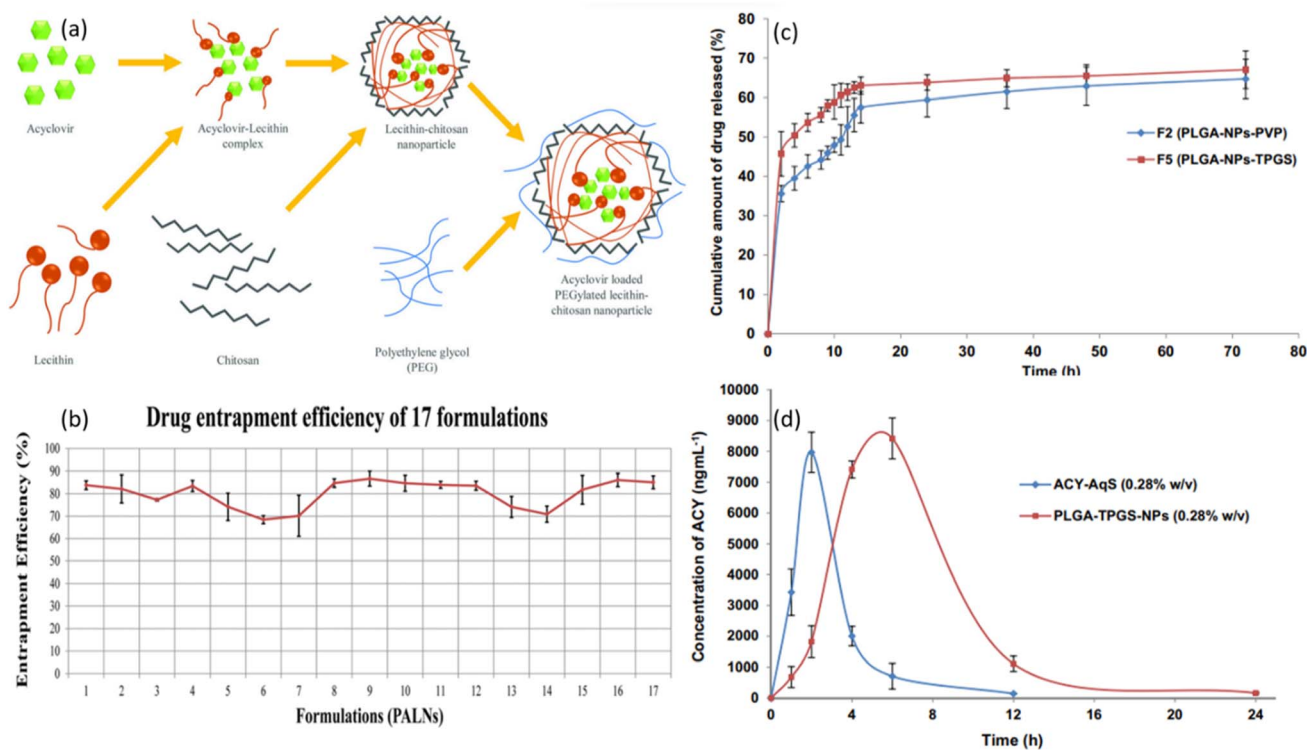 (a)
Acyclovir
Acyclovir-Lecithin
complex
Lecithin-chitosan
nanoparticle
Lecithin
Chitosan
Polyethylene glycol
(PEG)
Acyclovir loaded
PEGylated lecithin-
chitosan nanoparticle
(b)
Drug entrapment efficiency of 17 formulations
Entrapment Efficiency (%)
100
90
80
70
60
50
40
30
20
10
0
1 2 3 4 5 6 7 8 9 10 11 12 13 14 15 16 17
Formulations (PALNs)
(c)
Cumulative amount of drug released (%)
80
70
60
50
40
30
20
10
0
F2 (PLGA-NPs-PVP)
F5 (PLGA-NPs-TPGS)
0 10 20 30 40 50 60 70 80
Time (h)
(d)
Concentration of ACY (ngmL⁻¹)
10000
9000
8000
7000
6000
5000
4000
3000
2000
1000
0
ACY-AqS (0.28% w/v)
PLGA-TPGS-NPs (0.28% w/v)
0 4 8 12 16 20 24
Time (h)